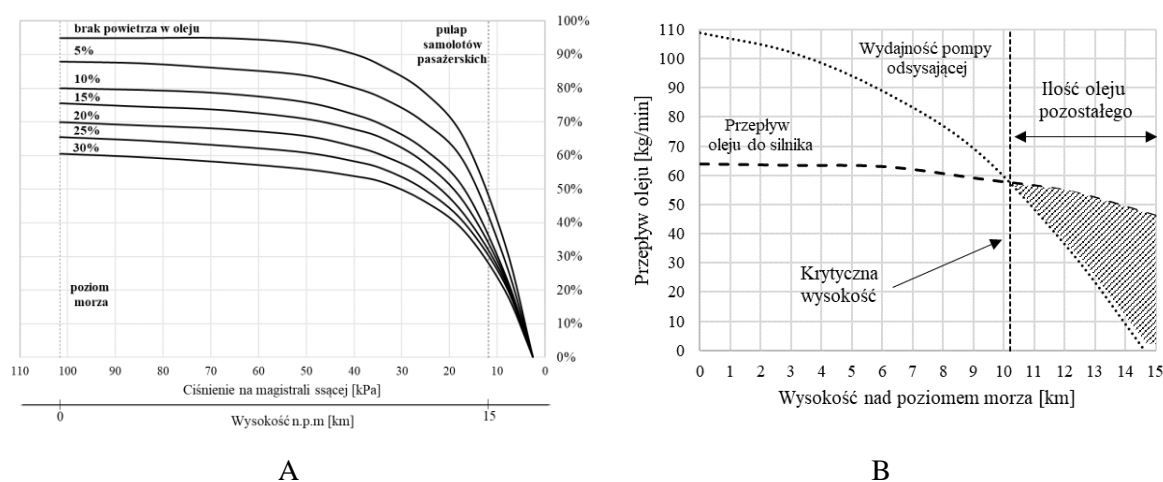 brak powietrza w oleju
5%
10%
15%
20%
25%
30%
pułap
samolotów
pasażerskich
poziom
morza
100%
90%
80%
70%
60%
50%
40%
30%
20%
10%
0%
110 100 90 80 70 60 50 40 30 20 10 0
Ciśnienie na magistrali ssącej [kPa]
0 15
Wysokość n.p.m [km]
A
Przepływ oleju [kg/min]
110
100
90
80
70
60
50
40
30
20
10
0
Wydajność pompy
odsysającej
Ilość oleju
pozostałego
Przepływ
oleju do silnika
Krytyczna
wysokość
0 1 2 3 4 5 6 7 8 9 10 11 12 13 14 15
Wysokość nad poziomem morza [km]
B